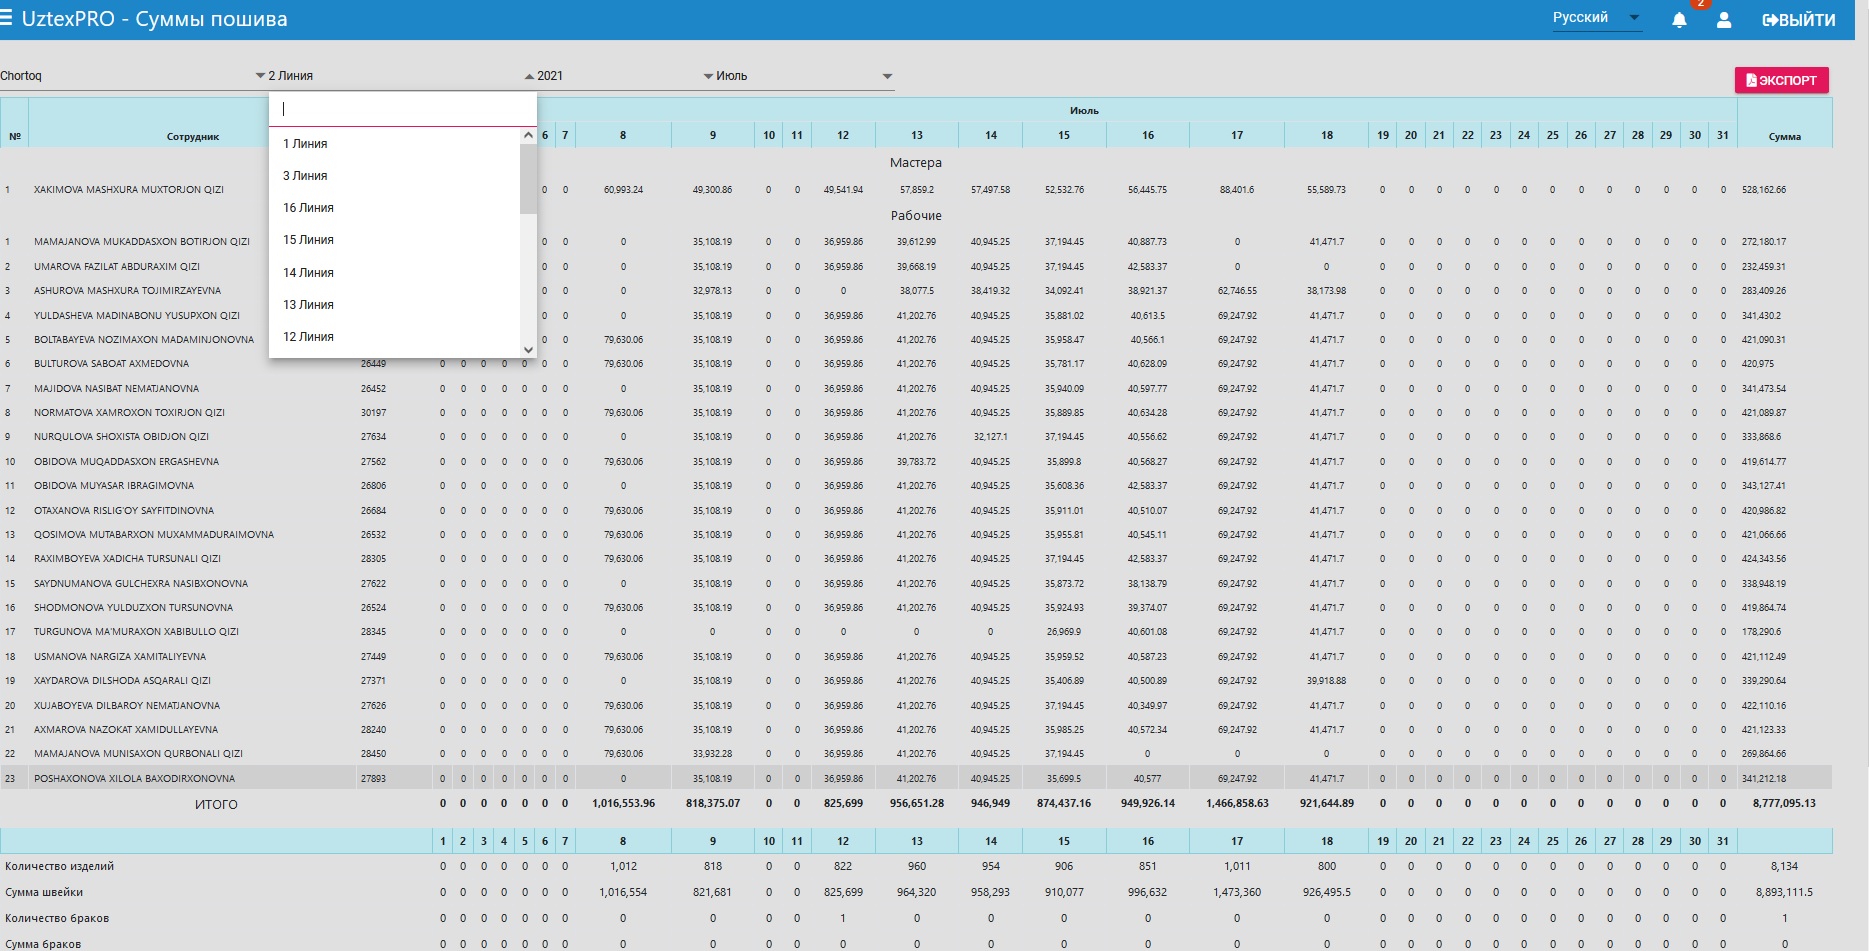 UztexPRO - Суммы пошива Русский 2 ВЫЙТИ
Chortoq 2 Линия 2021 Июль ЭКСПОРТ
Июль
№ Сотрудник 6 7 8 9 10 11 12 13 14 15 16 17 18 19 20 21 22 23 24 25 26 27 28 29 30 31 Сумма
1 Линия
3 Линия
16 Линия
15 Линия
14 Линия
13 Линия
12 Линия
Мастера
1 XAKIMOVA MASHXURA MUXTORJON QIZI 0 0 60,993.24 49,300.86 0 0 49,541.94 57,859.2 57,497.58 52,532.76 56,445.75 88,401.6 55,589.73 0 0 0 0 0 0 0 0 0 0 0 0 0 528,162.66
Рабочие
1 MAMAJANOVA MUKADDASXON BOTIRJON QIZI 0 0 0 35,108.19 0 0 36,959.86 39,612.99 40,945.25 37,194.45 40,887.73 0 41,471.7 0 0 0 0 0 0 0 0 0 0 0 0 0 272,180.17
2 UMAROVA FAZILAT ABDURAXIM QIZI 0 0 0 35,108.19 0 0 36,959.86 39,668.19 40,945.25 37,194.45 42,583.37 0 0 0 0 0 0 0 0 0 0 0 0 0 0 0 232,459.31
3 ASHUROVA MASHXURA TOJIMIRZAYEVNA 0 0 0 32,978.13 0 0 0 38,077.5 38,419.32 34,092.41 38,921.37 62,746.55 38,173.98 0 0 0 0 0 0 0 0 0 0 0 0 0 283,409.26
4 YULDASHEVA MADINABONU YUSUPXON QIZI 0 0 0 35,108.19 0 0 36,959.86 41,202.76 40,945.25 35,881.02 40,613.5 69,247.92 41,471.7 0 0 0 0 0 0 0 0 0 0 0 0 0 341,430.2
5 BOLTABAYEVA NOZIMAXON MADAMINJONOVNA 0 0 79,630.06 35,108.19 0 0 36,959.86 41,202.76 40,945.25 35,958.47 40,566.1 69,247.92 41,471.7 0 0 0 0 0 0 0 0 0 0 0 0 0 421,090.31
6 BULTUROVA SABOAT AXMEDOVNA 26449 0 0 0 0 0 0 0 79,630.06 35,108.19 0 0 36,959.86 41,202.76 40,945.25 35,781.17 40,628.09 69,247.92 41,471.7 0 0 0 0 0 0 0 0 0 0 0 0 0 420,975
7 MAJIDOVA NASIBAT NEMATJANOVNA 26452 0 0 0 0 0 0 0 0 35,108.19 0 0 36,959.86 41,202.76 40,945.25 35,940.09 40,597.77 69,247.92 41,471.7 0 0 0 0 0 0 0 0 0 0 0 0 0 341,473.54
8 NORMATOVA XAMROXON TOXIRJON QIZI 30197 0 0 0 0 0 0 0 79,630.06 35,108.19 0 0 36,959.86 41,202.76 40,945.25 35,889.85 40,634.28 69,247.92 41,471.7 0 0 0 0 0 0 0 0 0 0 0 0 0 421,089.87
9 NURQULOVA SHOXISTA OBIDJON QIZI 27634 0 0 0 0 0 0 0 0 35,108.19 0 0 36,959.86 41,202.76 32,127.1 37,194.45 40,556.62 69,247.92 41,471.7 0 0 0 0 0 0 0 0 0 0 0 0 0 333,868.6
10 OBIDOVA MUQADDASXON ERGASHEVNA 27562 0 0 0 0 0 0 0 79,630.06 35,108.19 0 0 36,959.86 39,783.72 40,945.25 35,899.8 40,568.27 69,247.92 41,471.7 0 0 0 0 0 0 0 0 0 0 0 0 0 419,614.77
11 OBIDOVA MUYASAR IBRAGIMOVNA 26806 0 0 0 0 0 0 0 0 35,108.19 0 0 36,959.86 41,202.76 40,945.25 35,608.36 42,583.37 69,247.92 41,471.7 0 0 0 0 0 0 0 0 0 0 0 0 0 343,127.41
12 OTAXANOVA RISLIG'OY SAYFITDINOVNA 26684 0 0 0 0 0 0 0 79,630.06 35,108.19 0 0 36,959.86 41,202.76 40,945.25 35,911.01 40,510.07 69,247.92 41,471.7 0 0 0 0 0 0 0 0 0 0 0 0 0 420,986.82
13 QOSIMOVA MUTABARXON MUXAMMADURAIMOVNA 26532 0 0 0 0 0 0 0 79,630.06 35,108.19 0 0 36,959.86 41,202.76 40,945.25 35,955.81 40,545.11 69,247.92 41,471.7 0 0 0 0 0 0 0 0 0 0 0 0 0 421,066.66
14 RAXIMBOYEVA XADICHA TURSUNALI QIZI 28305 0 0 0 0 0 0 0 79,630.06 35,108.19 0 0 36,959.86 41,202.76 40,945.25 37,194.45 42,583.37 69,247.92 41,471.7 0 0 0 0 0 0 0 0 0 0 0 0 0 424,343.56
15 SAYDNUMANOVA GULCHEXRA NASIBXONOVNA 27622 0 0 0 0 0 0 0 0 35,108.19 0 0 36,959.86 41,202.76 40,945.25 35,873.72 38,138.79 69,247.92 41,471.7 0 0 0 0 0 0 0 0 0 0 0 0 0 338,948.19
16 SHODMONOVA YULDUZXON TURSUNOVNA 26524 0 0 0 0 0 0 0 79,630.06 35,108.19 0 0 36,959.86 41,202.76 40,945.25 35,924.93 39,374.07 69,247.92 41,471.7 0 0 0 0 0 0 0 0 0 0 0 0 0 419,864.74
17 TURGUNOVA MA'MURAXON XABIBULLO QIZI 28345 0 0 0 0 0 0 0 0 0 0 0 0 0 0 26,969.9 40,601.08 69,247.92 41,471.7 0 0 0 0 0 0 0 0 0 0 0 0 0 178,290.6
18 USMANOVA NARGIZA XAMITALIYEVNA 27449 0 0 0 0 0 0 0 79,630.06 35,108.19 0 0 36,959.86 41,202.76 40,945.25 35,959.52 40,587.23 69,247.92 41,471.7 0 0 0 0 0 0 0 0 0 0 0 0 0 421,112.49
19 XAYDAROVA DILSHODA ASQARALI QIZI 27371 0 0 0 0 0 0 0 0 35,108.19 0 0 36,959.86 41,202.76 40,945.25 35,406.89 40,500.89 69,247.92 39,918.88 0 0 0 0 0 0 0 0 0 0 0 0 0 339,290.64
20 XUJABOYEVA DILBAROY NEMATJANOVNA 27626 0 0 0 0 0 0 0 79,630.06 35,108.19 0 0 36,959.86 41,202.76 40,945.25 37,194.45 40,349.97 69,247.92 41,471.7 0 0 0 0 0 0 0 0 0 0 0 0 0 422,110.16
21 AXMAROVA NAZOKAT XAMIDULLAYEVNA 28240 0 0 0 0 0 0 0 79,630.06 35,108.19 0 0 36,959.86 41,202.76 40,945.25 35,985.25 40,572.34 69,247.92 41,471.7 0 0 0 0 0 0 0 0 0 0 0 0 0 421,123.33
22 MAMAJANOVA MUNISAXON QURBONALI QIZI 28450 0 0 0 0 0 0 0 79,630.06 33,932.28 0 0 36,959.86 41,202.76 40,945.25 37,194.45 0 0 0 0 0 0 0 0 0 0 0 0 0 0 0 0 269,864.66
23 POSHAXONOVA XILOLA BAXODIRXONOVNA 27893 0 0 0 0 0 0 0 0 35,108.19 0 0 36,959.86 41,202.76 40,945.25 35,699.5 40,577 69,247.92 41,471.7 0 0 0 0 0 0 0 0 0 0 0 0 0 341,212.18
ИТОГО 0 0 0 0 0 0 0 1,016,553.96 818,375.07 0 0 825,699 956,651.28 946,949 874,437.16 949,926.14 1,466,858.63 921,644.89 0 0 0 0 0 0 0 0 0 0 0 0 0 8,777,095.13
1 2 3 4 5 6 7 8 9 10 11 12 13 14 15 16 17 18 19 20 21 22 23 24 25 26 27 28 29 30 31
Количество изделий 0 0 0 0 0 0 0 1,012 818 0 0 822 960 954 906 851 1,011 800 0 0 0 0 0 0 0 0 0 0 0 0 0 8,134
Сумма швейки 0 0 0 0 0 0 0 1,016,554 821,681 0 0 825,699 964,320 958,293 910,077 996,632 1,473,360 926,495.5 0 0 0 0 0 0 0 0 0 0 0 0 0 8,893,111.5
Количество браков 0 0 0 0 0 0 0 0 0 0 0 1 0 0 0 0 0 0 0 0 0 0 0 0 0 0 0 0 0 0 0 1
Сумма браков 0 0 0 0 0 0 0 0 0 0 0 0 0 0 0 0 0 0 0 0 0 0 0 0 0 0 0 0 0 0 0 0